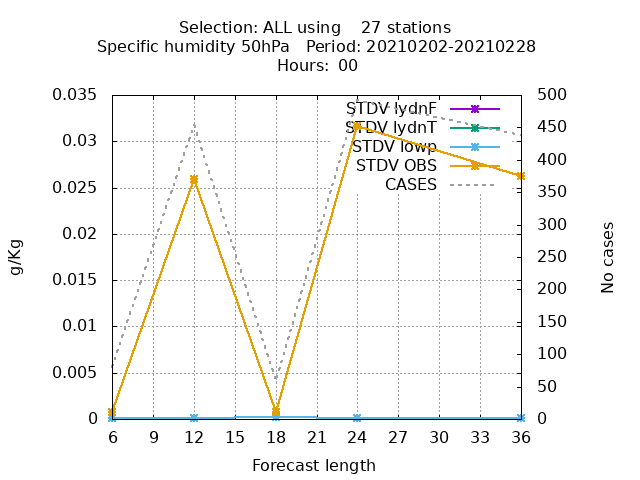 Selection: ALL using    27 stations
Specific humidity 50hPa   Period: 20210202-20210228
Hours:  00
0.035
0.03
0.025
0.02
0.015
0.01
0.005
0
g/Kg
STDV lydnF
STDV lydnT
STDV lowp
STDV OBS
CASES
500
450
400
350
300
250
200
150
100
50
0
No cases
6 9 12 15 18 21 24 27 30 33 36
Forecast length